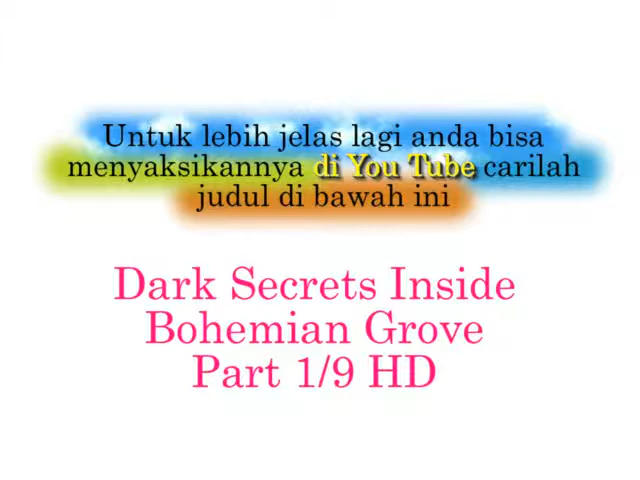 Untuk lebih jelas lagi anda bisa
menyaksikannya di You Tube carilah
judul di bawah ini
Dark Secrets Inside
Bohemian Grove
Part 1/9 HD